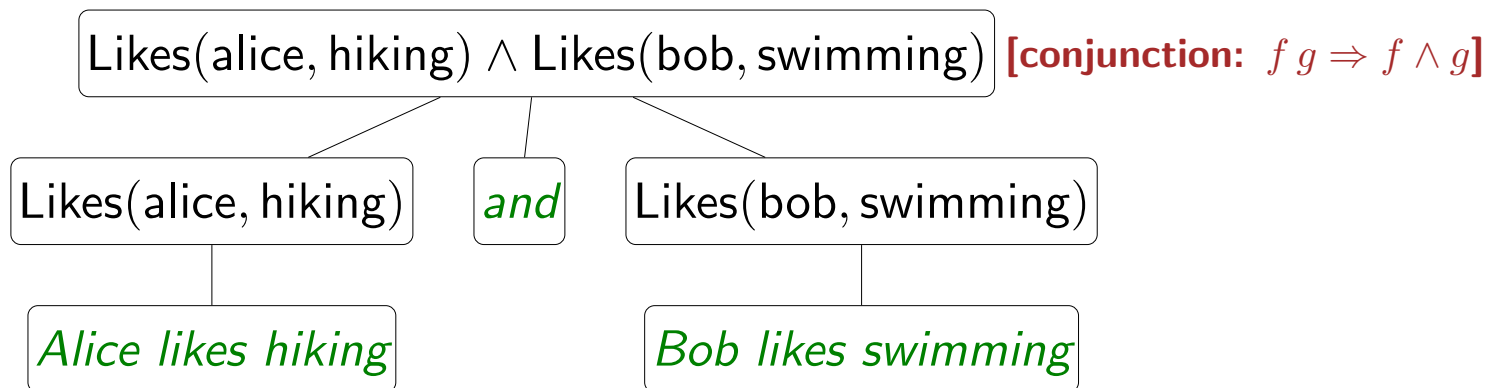 Likes(alice, hiking) ∧ Likes(bob, swimming) [conjunction: f g ⇒ f ∧ g]
Likes(alice, hiking) and Likes(bob, swimming)
Alice likes hiking Bob likes swimming